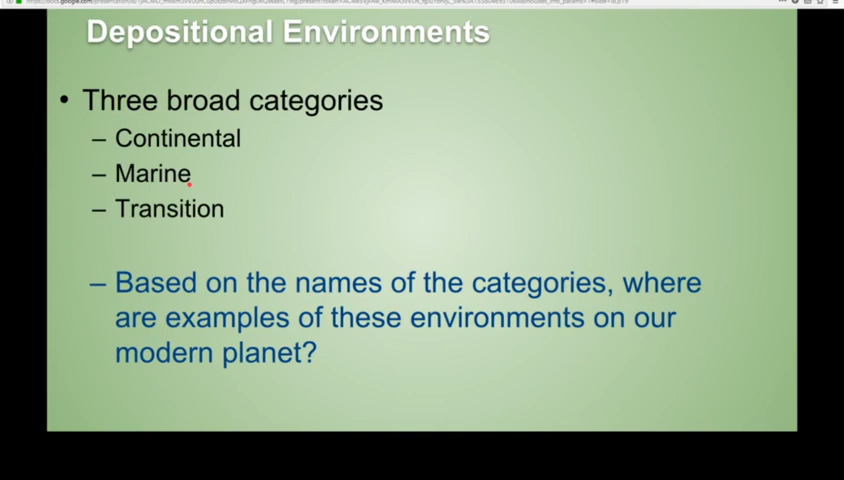 Depositional Environments
• Three broad categories
– Continental
– Marine
– Transition
– Based on the names of the categories, where
are examples of these environments on our
modern planet?